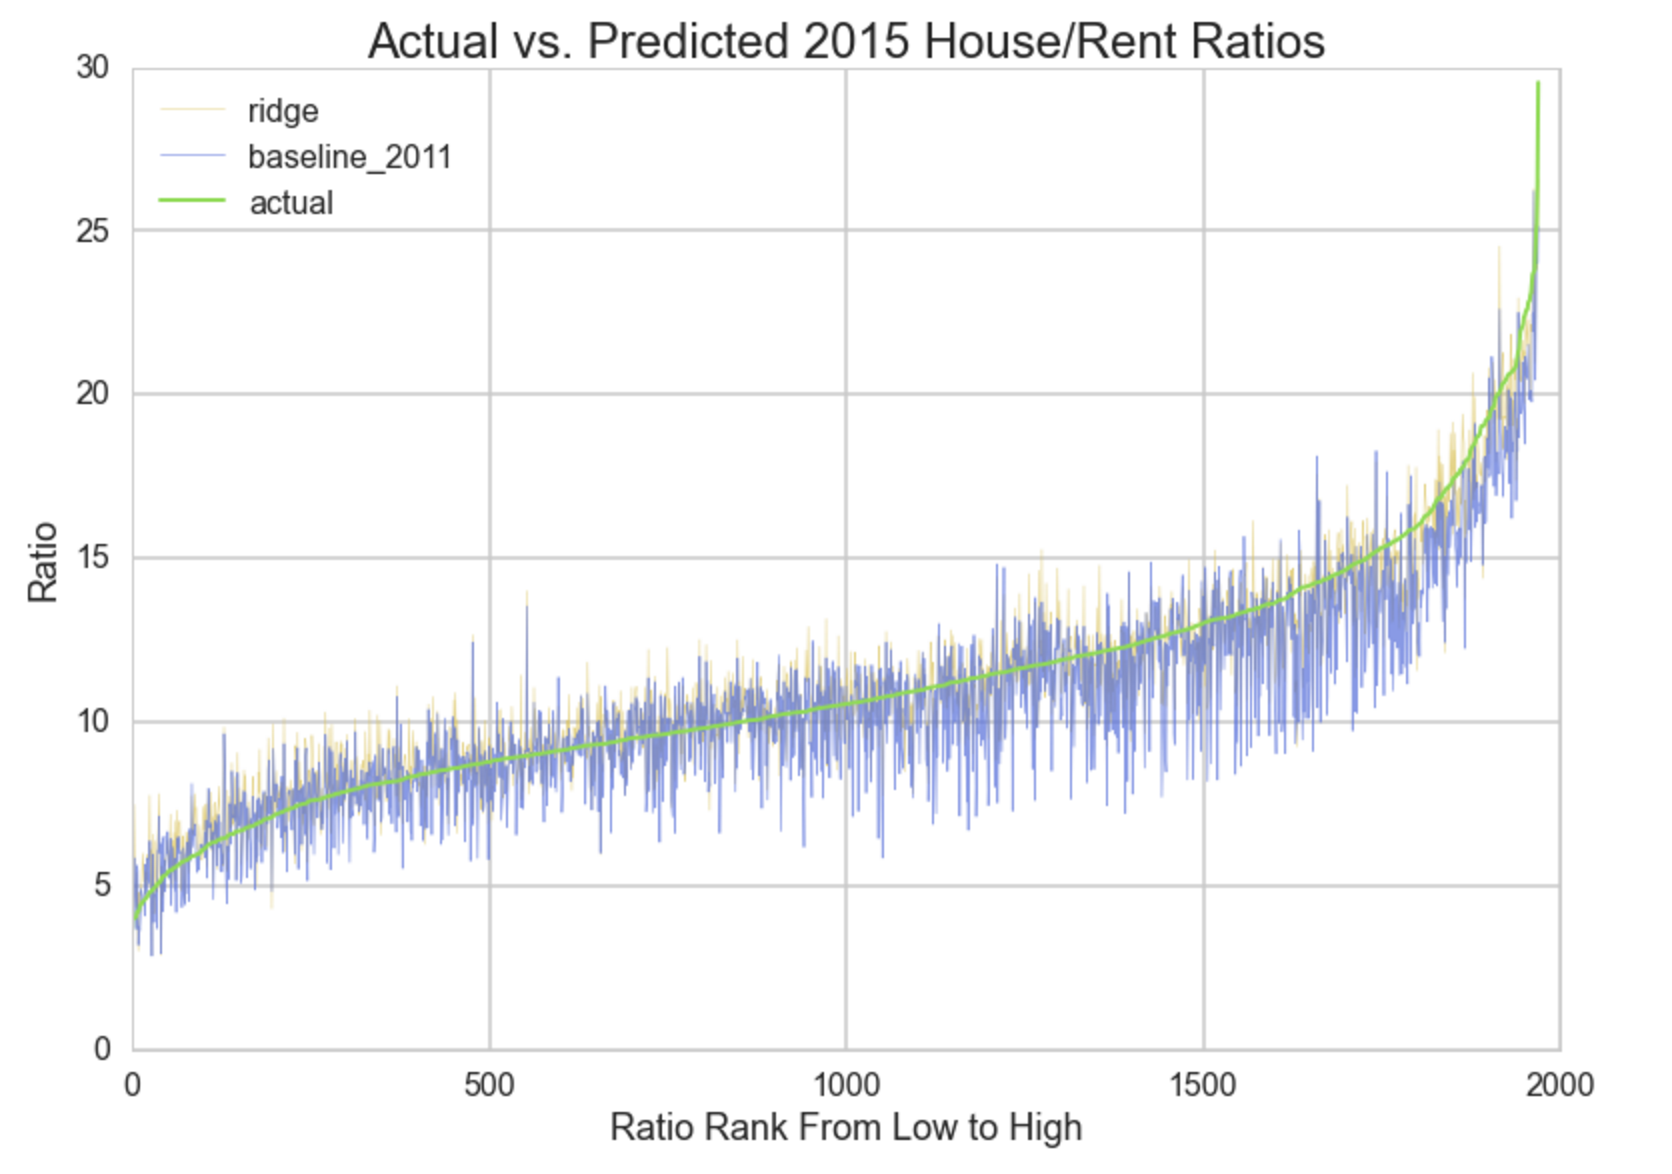 Actual vs. Predicted 2015 House/Rent Ratios
30
ridge
baseline_2011
actual
25
20
Ratio
15
10
5
0
0 500 1000 1500 2000
Ratio Rank From Low to High